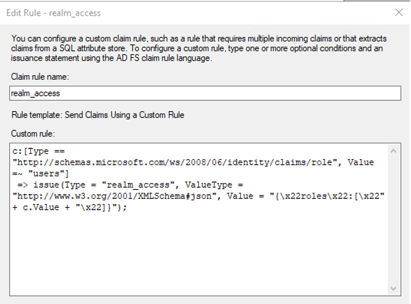 Edit Rule - realm_access
You can configure a custom claim rule, such as a rule that requires multiple incoming claims or that extracts
claims from a SQL attribute store. To configure a custom rule, type one or more optional conditions and an
issuance statement using the AD FS claim rule language.
Claim rule name:
realm_access
Rule template: Send Claims Using a Custom Rule
Custom rule:
c:[Type ==
"http://schemas.microsoft.com/ws/2008/06/identity/claims/role", Value
=~ "users"]
=> issue(Type = "realm_access", ValueType =
"http://www.w3.org/2001/XMLSchema#json", Value = "{\x22roles\x22:[\x22"
+ c.Value + "\x22]}");